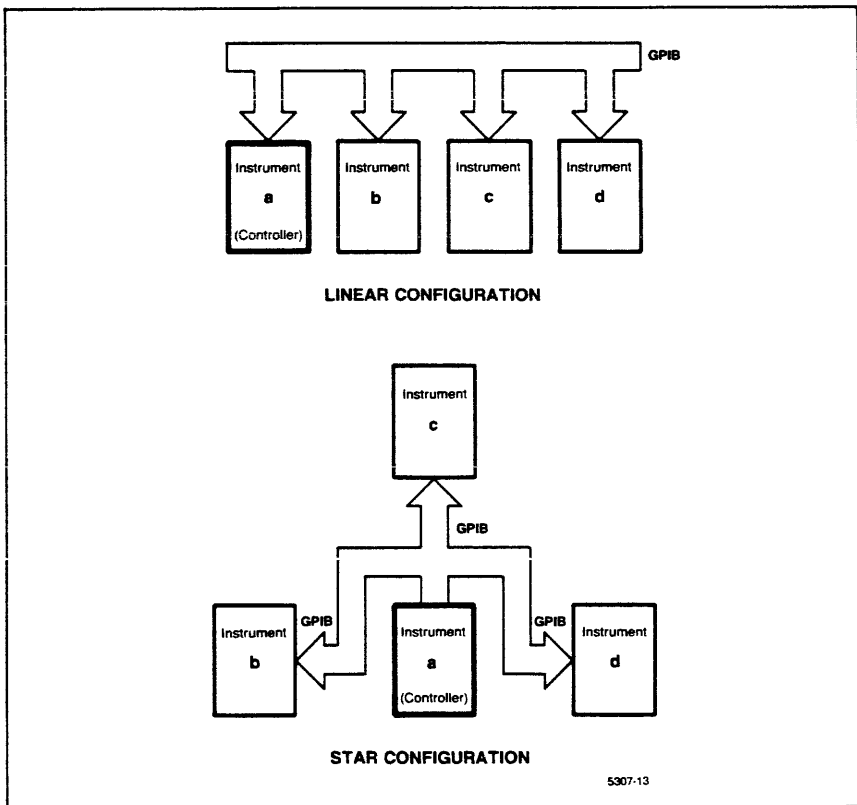 GPIB
Instrument
a
(Controller)
Instrument
b
Instrument
c
Instrument
d
LINEAR CONFIGURATION
Instrument
c
GPIB
GPIB
Instrument
b
Instrument
a
(Controller)
GPIB
Instrument
d
STAR CONFIGURATION
5307-13